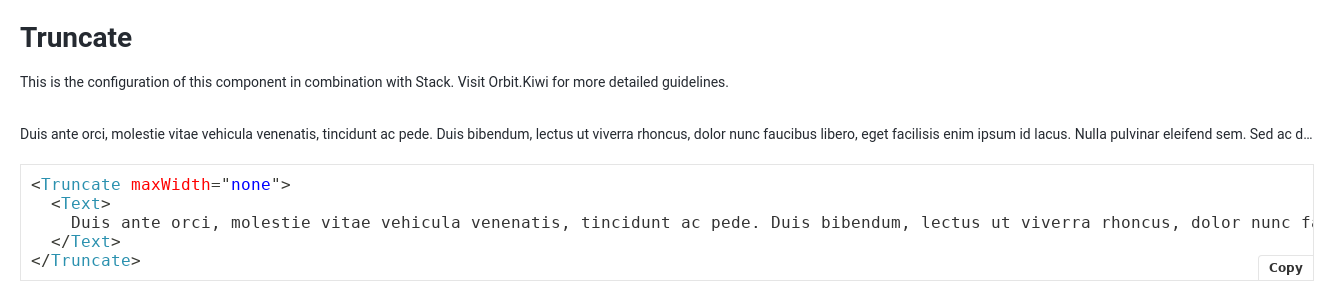 Truncate
This is the configuration of this component in combination with Stack. Visit Orbit.Kiwi for more detailed guidelines.
Duis ante orci, molestie vitae vehicula venenatis, tincidunt ac pede. Duis bibendum, lectus ut viverra rhoncus, dolor nunc faucibus libero, eget facilisis enim ipsum id lacus. Nulla pulvinar eleifend sem. Sed ac d...
<Truncate maxWidth="none">
<Text>
Duis ante orci, molestie vitae vehicula venenatis, tincidunt ac pede. Duis bibendum, lectus ut viverra rhoncus, dolor nunc
</Text>
</Truncate>
Copy